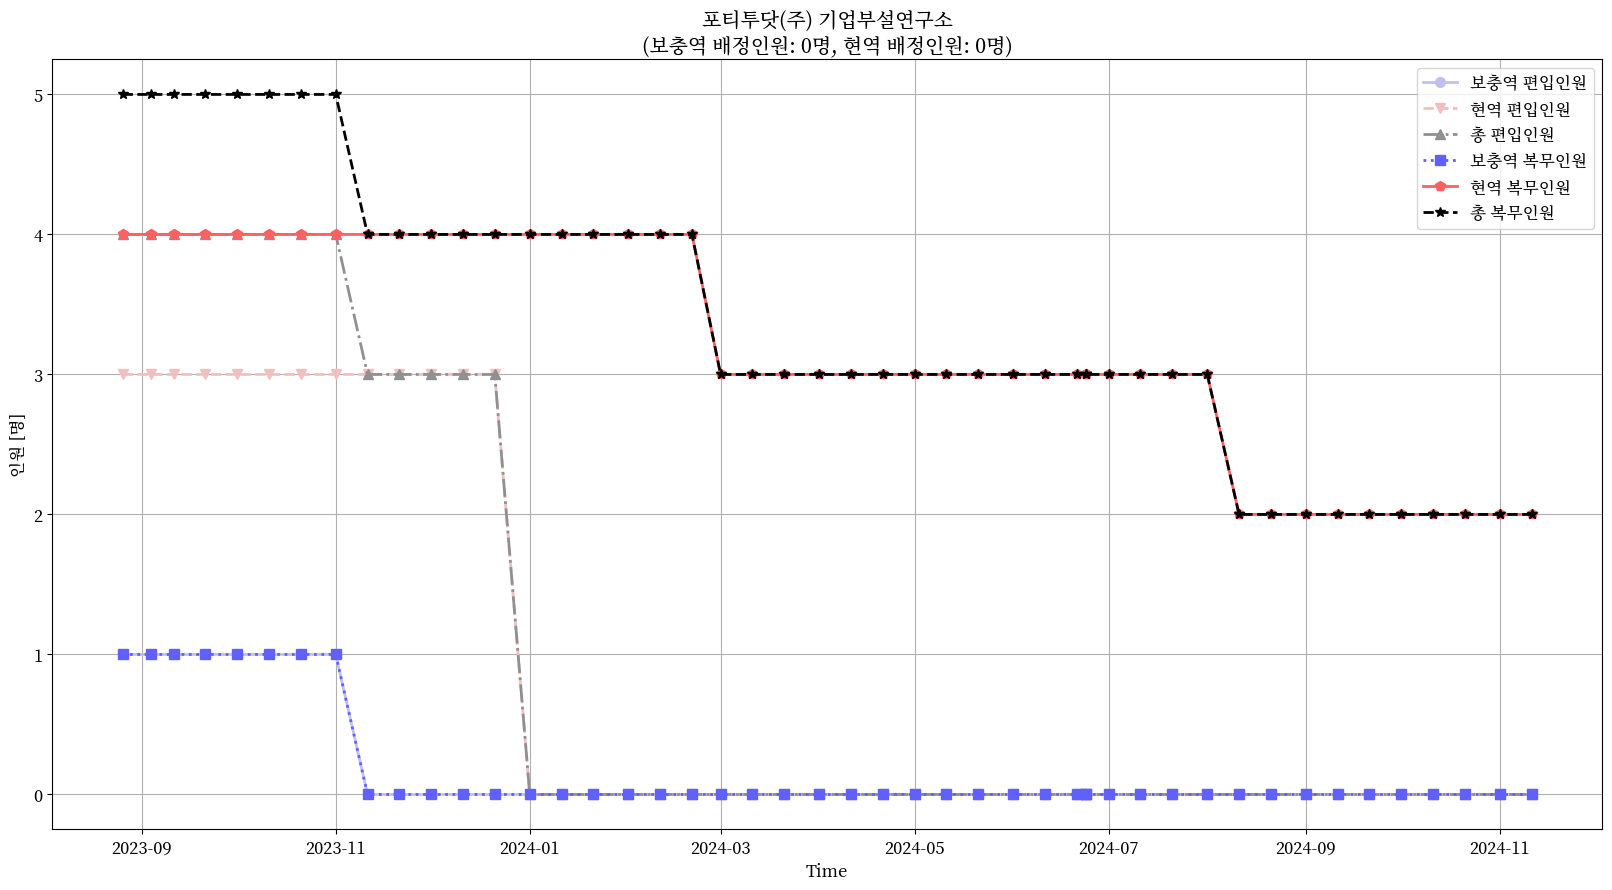 포티투닷(주) 기업부설연구소
(보충역 배정인원: 0명, 현역 배정인원: 0명)
보충역 편입인원
현역 편입인원
총 편입인원
보충역 복무인원
현역 복무인원
총 복무인원
인원 [명]
5
4
3
2
1
0
2023-09
2023-11
2024-01
2024-03
2024-05
2024-07
2024-09
2024-11
Time